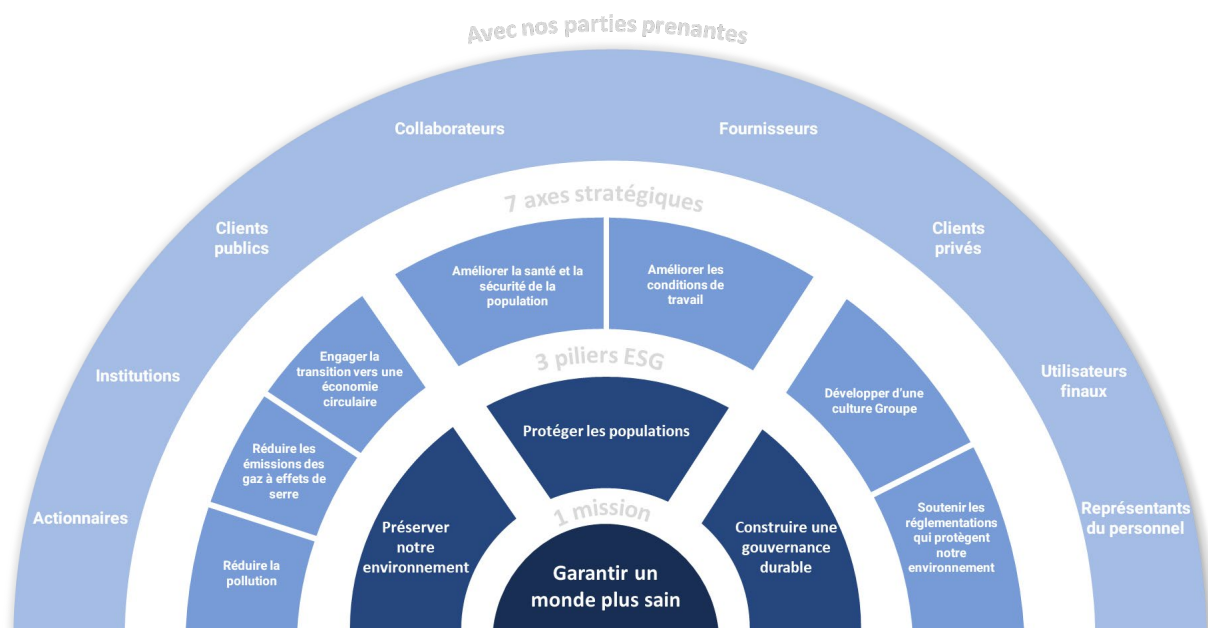 Avec nos parties prenantes
Collaborateurs
Fournisseurs
Clients
publics
Clients
privés
Institutions
Utilisateurs
finaux
Actionnaires
Représentants
du personnel
7 axes stratégiques
Améliorer la santé et la
sécurité de la
population
Améliorer les
conditions de
travail
Engager la
transition vers une
économie
circulaire
Réduire les
émissions des
gaz à effets de
serre
Réduire la
pollution
Développer d'une
culture Groupe
Soutenir les
réglementations
qui protègent
notre
environnement
3 piliers ESG
Protéger les populations
Préserver
notre
environnement
Construire une
gouvernance
durable
1 mission
Garantir un
monde plus sain